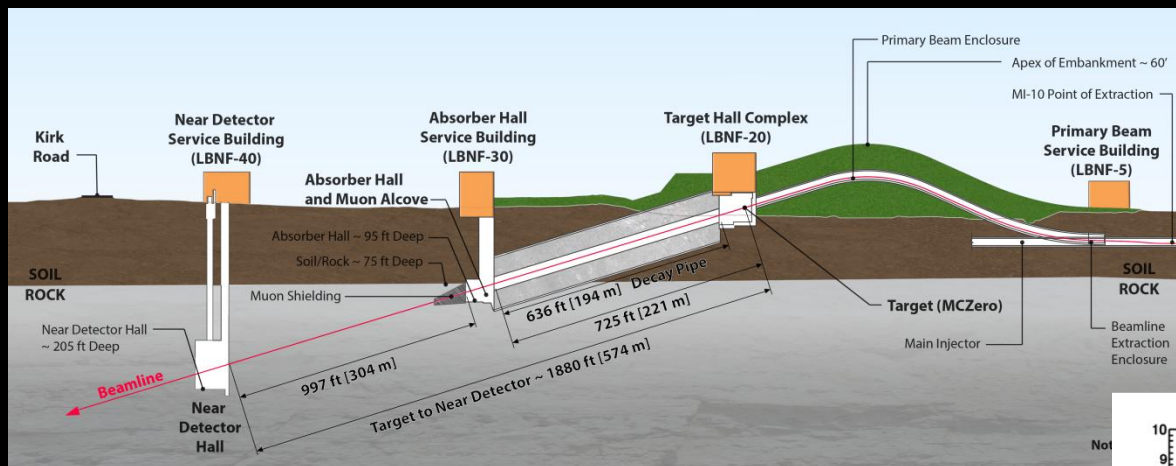 Primary Beam Enclosure
Apex of Embankment ~ 60'
MI-10 Point of Extraction
Kirk
Road
Near Detector
Service Building
(LBNF-40)
Absorber Hall
Service Building
(LBNF-30)
Target Hall Complex
(LBNF-20)
Primary Beam
Service Building
(LBNF-5)
Absorber Hall
and Muon Alcove
Absorber Hall ~ 95 ft Deep
Soil/Rock ~ 75 ft Deep
SOIL
ROCK
Muon Shielding
636 ft [194 m] Decay Pipe
725 ft [221 m]
SOIL
ROCK
Target (MCZero)
Near Detector Hall
~ 205 ft Deep
Main Injector
Beamline
Extraction
Enclosure
997 ft [304 m]
Target to Near Detector ~ 1880 ft [574 m]
Beamline
Near
Detector
Hall
10
9